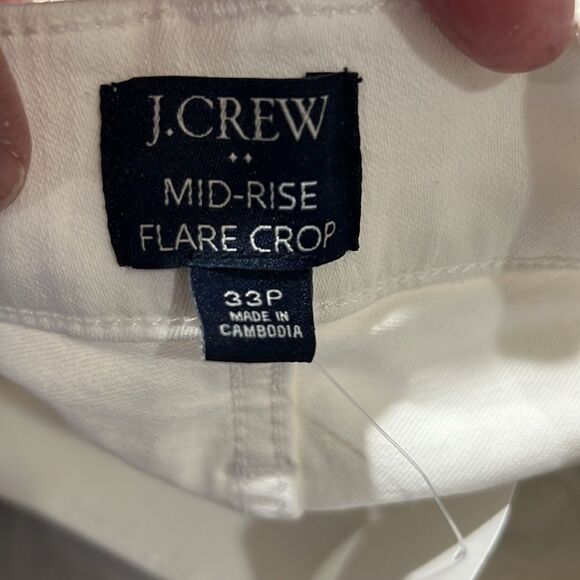 J.CREW
MID-RISE
FLARE CROP
33P
MADE IN
CAMBODIA